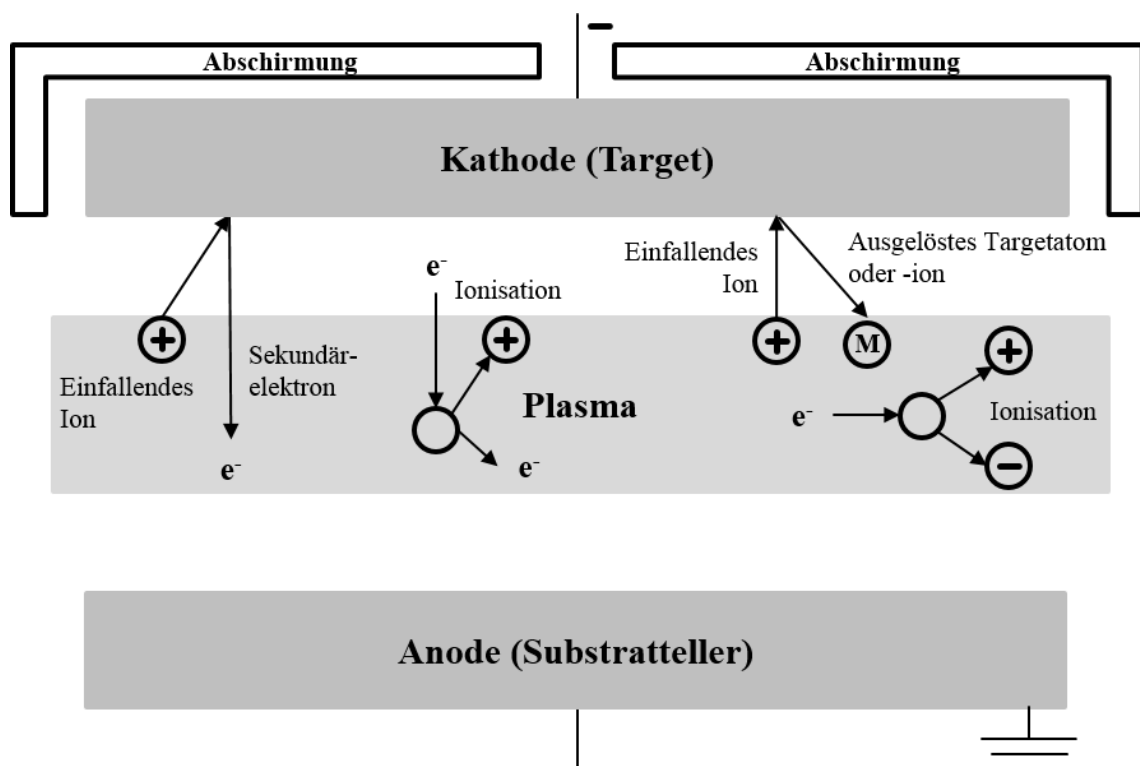 −
Abschirmung
Abschirmung
Kathode (Target)
Einfallendes
Ion
Ausgelöstes Targetatom
oder -ion
e⁻
Ionisation
+
Sekundär-
elektron
Einfallendes
Ion
e⁻
+
e⁻
Plasma
+
M
e⁻
+
Ionisation
−
Anode (Substratteller)